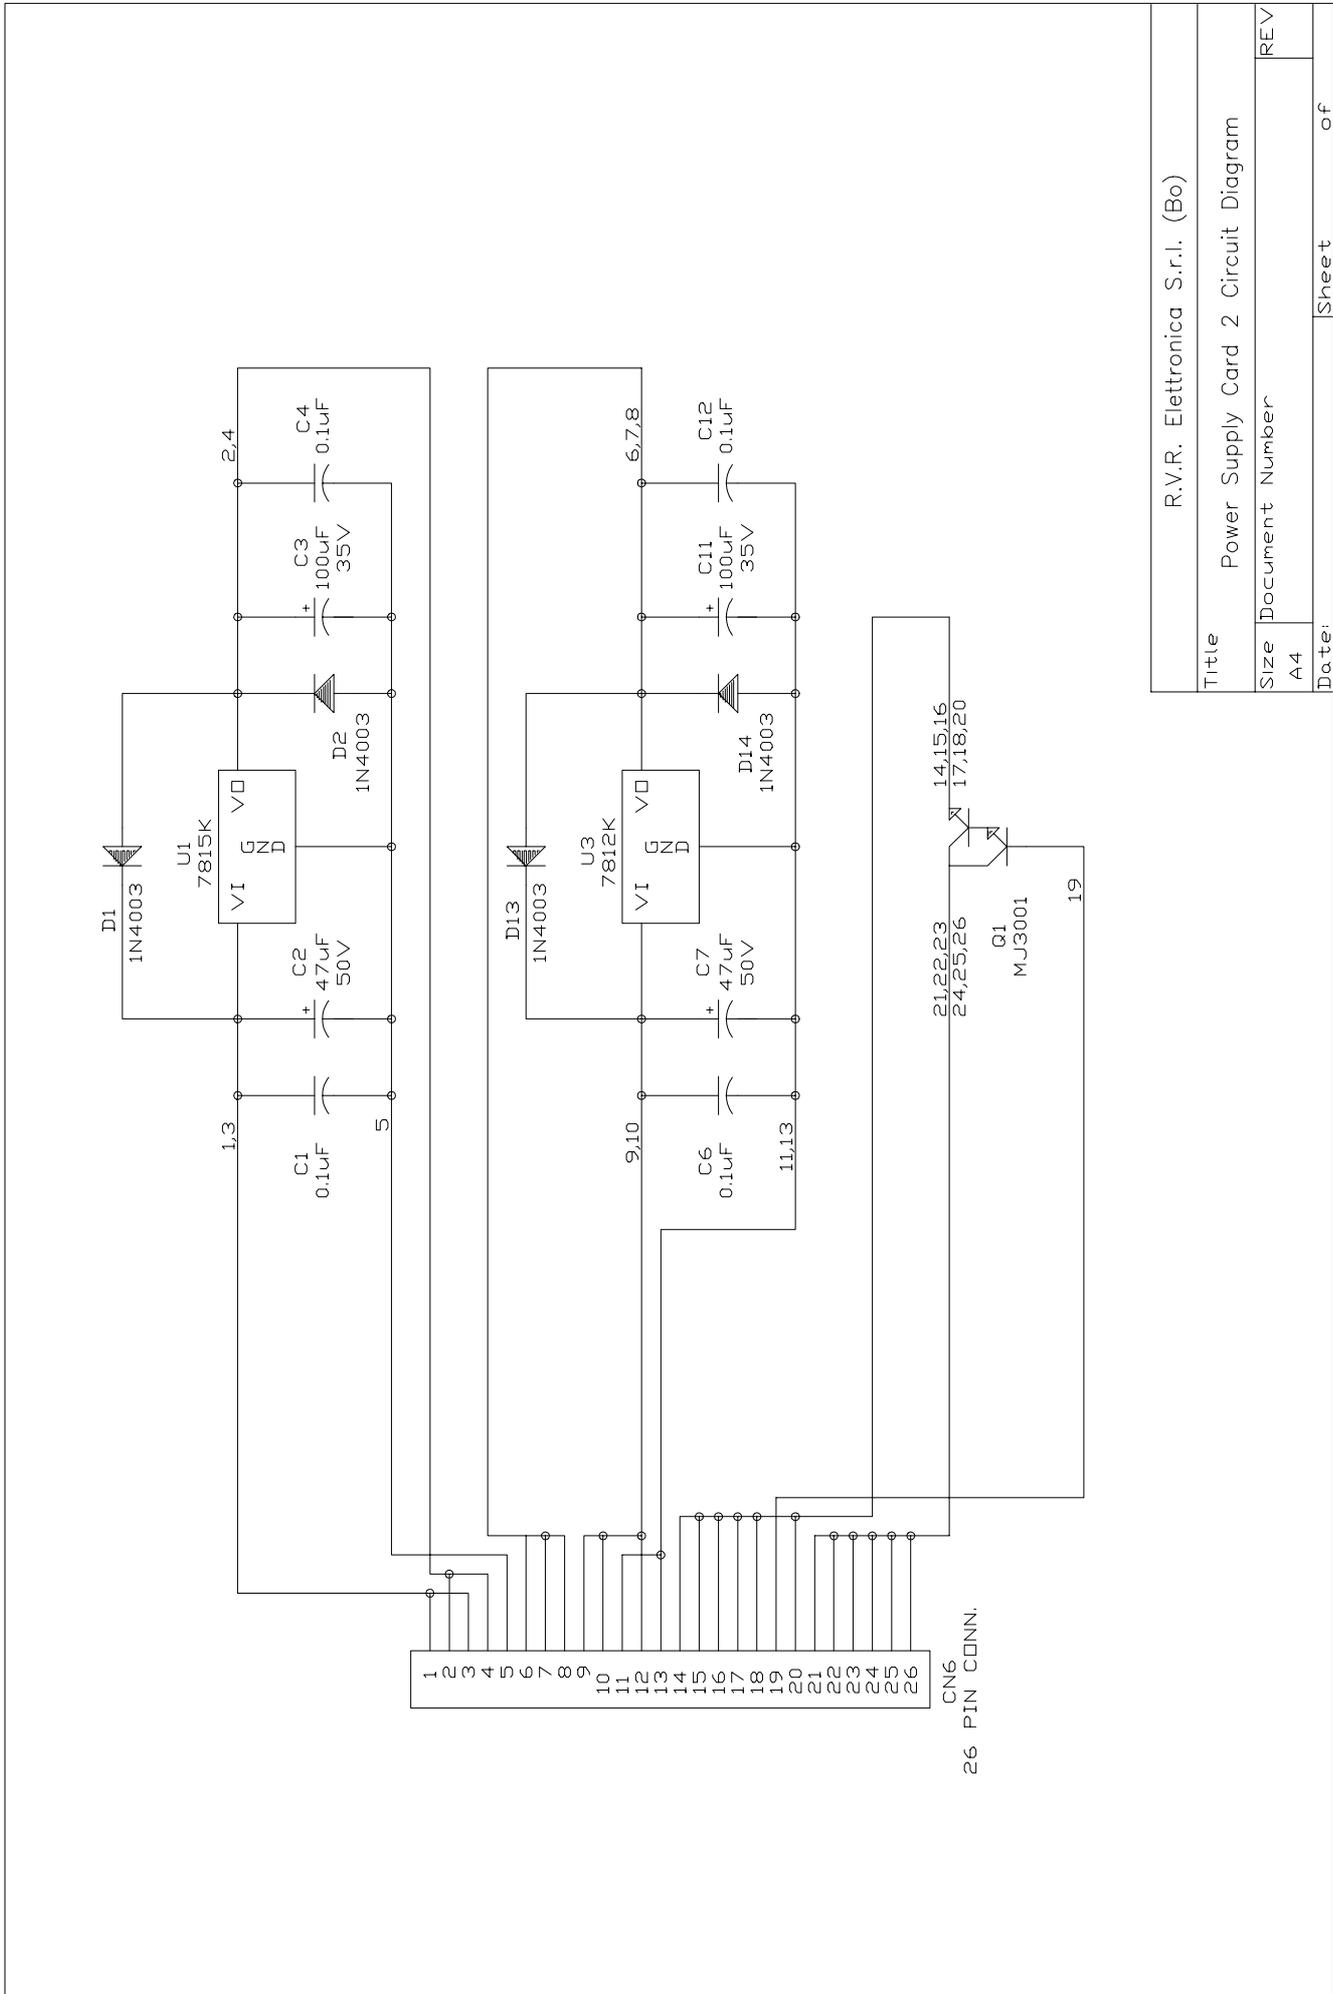 D1
1N4003
U1
7815K
VI
VO
GND
1,3
2,4
C1
0.1uF
+
C2
47uF
50V
D2
1N4003
+
C3
100uF
35V
C4
0.1uF
5
D13
1N4003
U3
7812K
VI
VO
GND
9,10
6,7,8
C6
0.1uF
+
C7
47uF
50V
D14
1N4003
+
C11
100uF
35V
C12
0.1uF
11,13
1
2
3
4
5
6
7
8
9
10
11
12
13
14
15
16
17
18
19
20
21
22
23
24
25
26
CN6
26 PIN CONN.
21,22,23
24,25,26
14,15,16
17,18,20
Q1
MJ3001
19
R.V.R. Elettronica S.r.l. (Bo)
Title
Power Supply Card 2 Circuit Diagram
Size Document Number REV
A4
Date: Sheet of